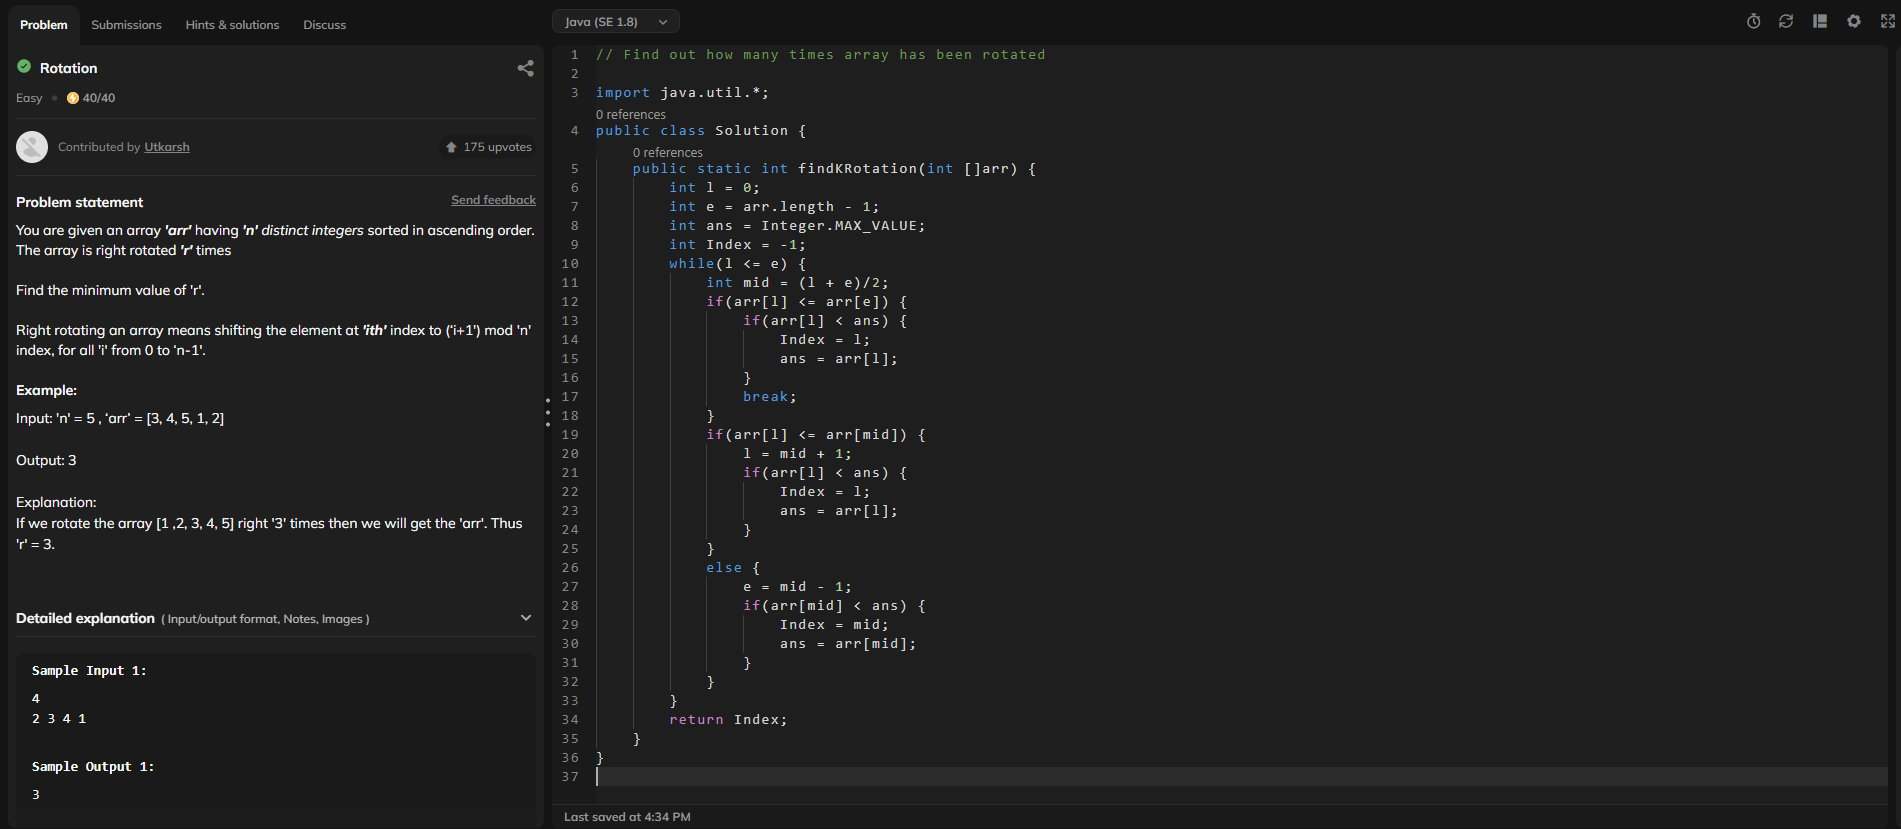 Problem
Submissions
Hints & solutions
Discuss
Rotation
Easy
40/40
Contributed by Utkarsh
175 upvotes
Problem statement
Send feedback
You are given an array 'arr' having 'n' distinct integers sorted in ascending order.
The array is right rotated 'r' times
Find the minimum value of 'r'.
Right rotating an array means shifting the element at 'ith' index to (‘i+1') mod 'n'
index, for all 'i' from 0 to ‘n-1'.
Example:
Input: 'n' = 5 , ‘arr’ = [3, 4, 5, 1, 2]
Output: 3
Explanation:
If we rotate the array [1 ,2, 3, 4, 5] right '3' times then we will get the 'arr'. Thus
'r' = 3.
Detailed explanation ( Input/output format, Notes, Images )
Sample Input 1:
4
2 3 4 1
Sample Output 1:
3
Java (SE 1.8)
1 // Find out how many times array has been rotated
2
3 import java.util.*;
0 references
4 public class Solution {
0 references
5 public static int findKRotation(int []arr) {
6 int l = 0;
7 int e = arr.length - 1;
8 int ans = Integer.MAX_VALUE;
9 int Index = -1;
10 while(l <= e) {
11 int mid = (l + e)/2;
12 if(arr[l] <= arr[e]) {
13 if(arr[l] < ans) {
14 Index = l;
15 ans = arr[l];
16 }
17 break;
18 }
19 if(arr[l] <= arr[mid]) {
20 l = mid + 1;
21 if(arr[l] < ans) {
22 Index = l;
23 ans = arr[l];
24 }
25 }
26 else {
27 e = mid - 1;
28 if(arr[mid] < ans) {
29 Index = mid;
30 ans = arr[mid];
31 }
32 }
33 }
34 return Index;
35 }
36 }
37
Last saved at 4:34 PM